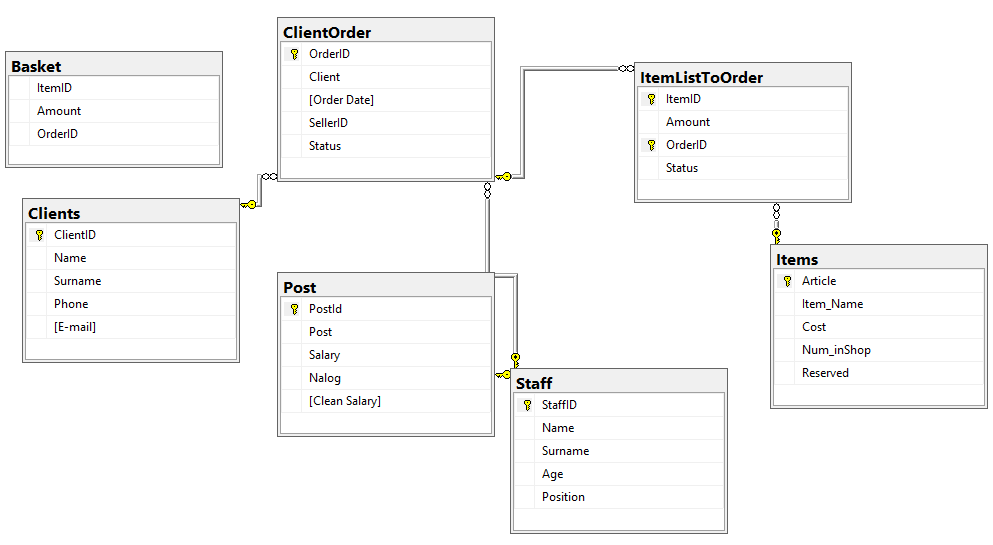 Basket
ItemID
Amount
OrderID
ClientOrder
OrderID
Client
[Order Date]
SellerID
Status
ItemListToOrder
ItemID
Amount
OrderID
Status
Clients
ClientID
Name
Surname
Phone
[E-mail]
Post
PostId
Post
Salary
Nalog
[Clean Salary]
Staff
StaffID
Name
Surname
Age
Position
Items
Article
Item_Name
Cost
Num_inShop
Reserved